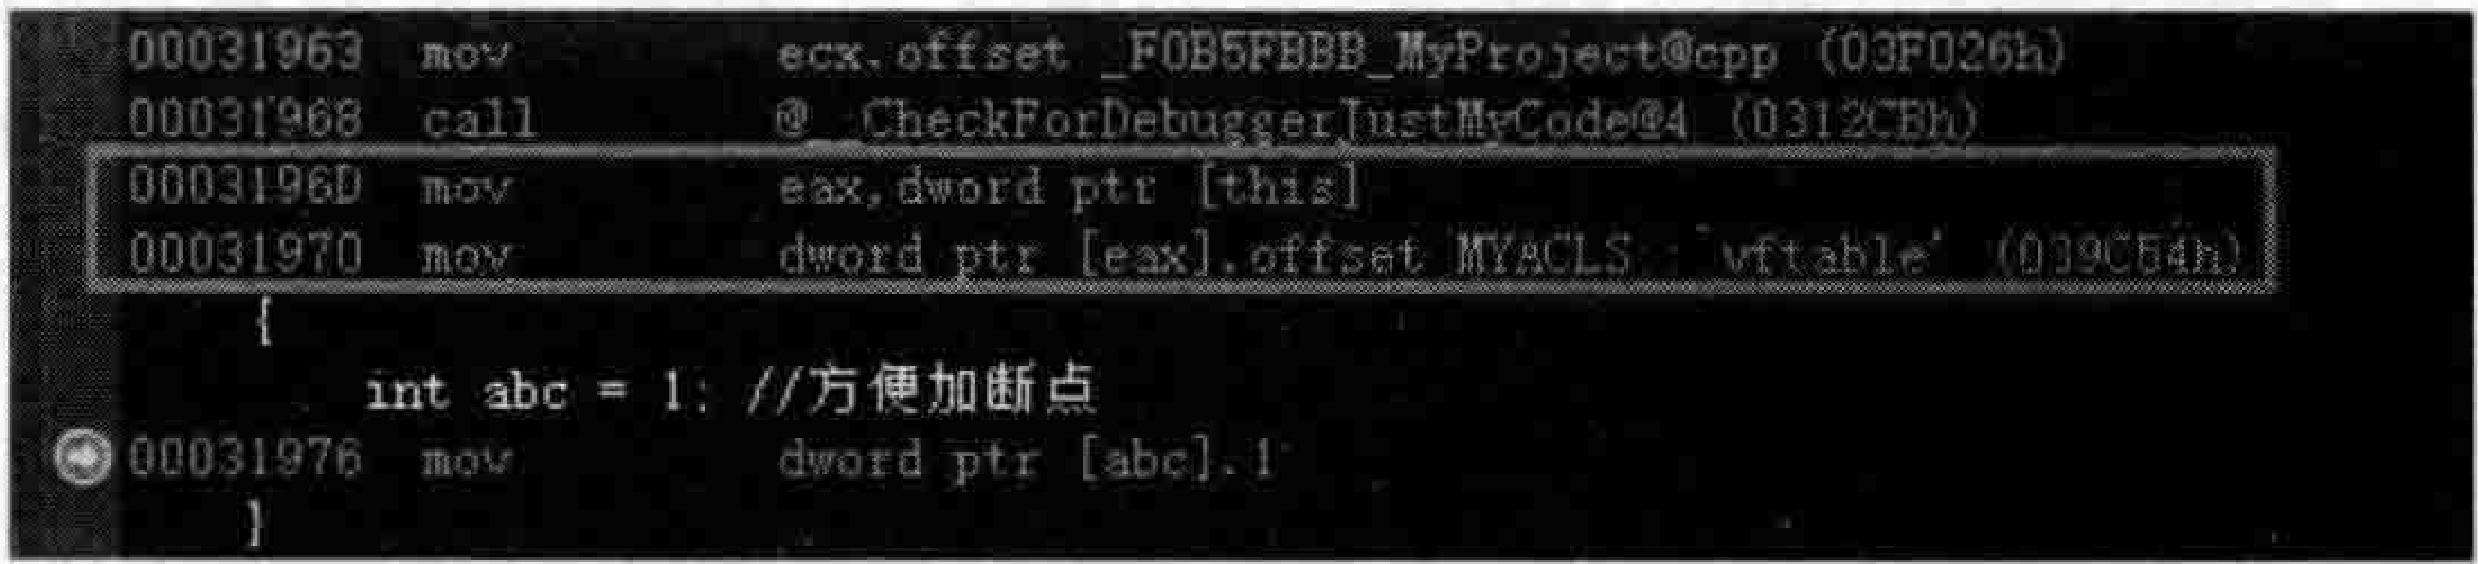 00031963 mov ecx,offset _F0B5FBBB_MyProject@cpp (03F026h)
00031968 call @__CheckForDebuggerJustMyCode@4 (0312CBh)
0003196D mov eax,dword ptr [this]
00031970 mov dword ptr [eax],offset MYACLS::`vftable'
{
int abc = 1; //方便加断点
00031976 mov dword ptr [abc],1
}